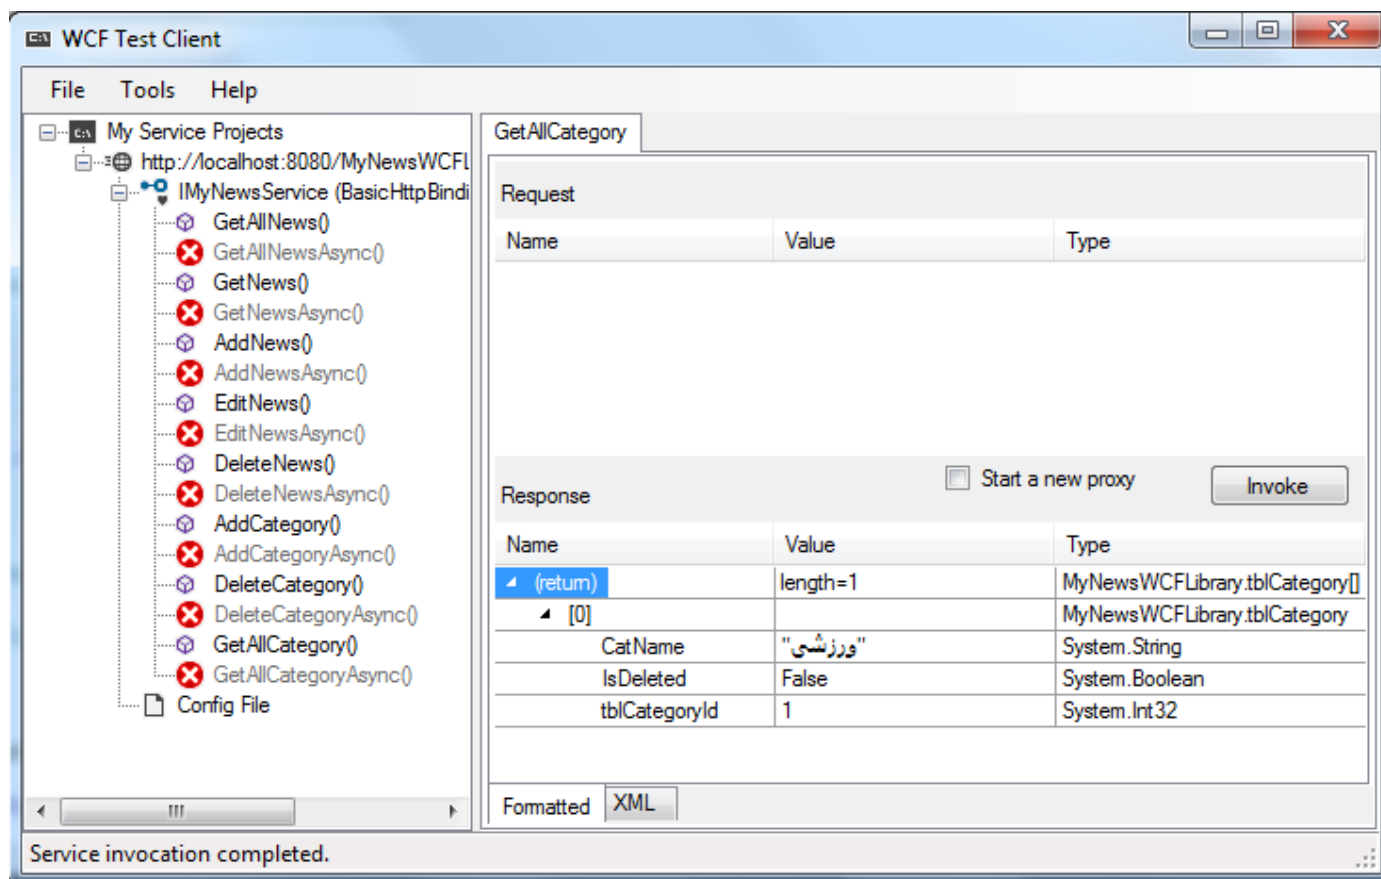 WCF Test Client
File Tools Help
My Service Projects
http://localhost:8080/MyNewsWCFL
IMyNewsService (BasicHttpBindi
GetAllNews()
GetAllNewsAsync()
GetNews()
GetNewsAsync()
AddNews()
AddNewsAsync()
EditNews()
EditNewsAsync()
DeleteNews()
DeleteNewsAsync()
AddCategory()
AddCategoryAsync()
DeleteCategory()
DeleteCategoryAsync()
GetAllCategory()
GetAllCategoryAsync()
Config File
GetAllCategory
Request
Name Value Type
Response Start a new proxy Invoke
Name Value Type
(return) length=1 MyNewsWCFLibrary.tblCategory[]
[0] MyNewsWCFLibrary.tblCategory
CatName "ورزشی" System.String
IsDeleted False System.Boolean
tblCategoryId 1 System.Int32
Formatted XML
Service invocation completed.